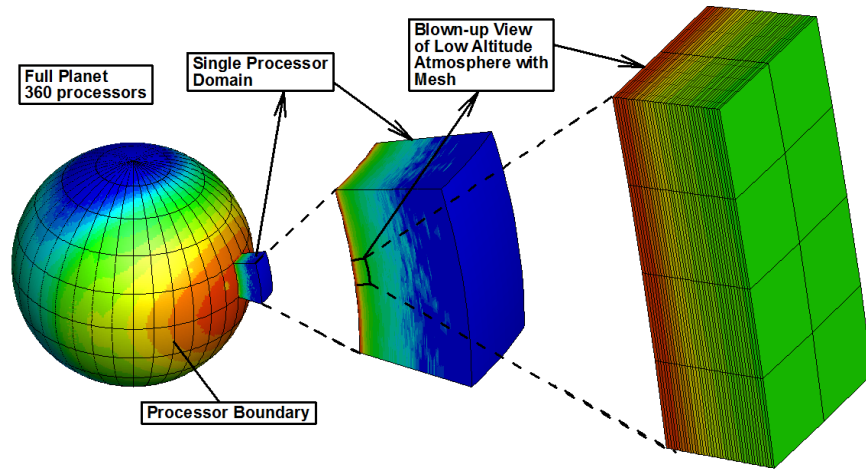 Full Planet
360 processors
Single Processor
Domain
Blown-up View
of Low Altitude
Atmosphere with
Mesh
Processor Boundary